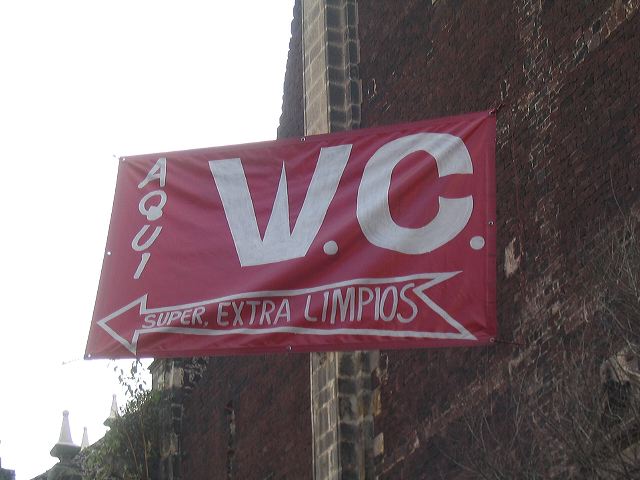 AQUI
W.C.
SUPER, EXTRA LIMPIOS